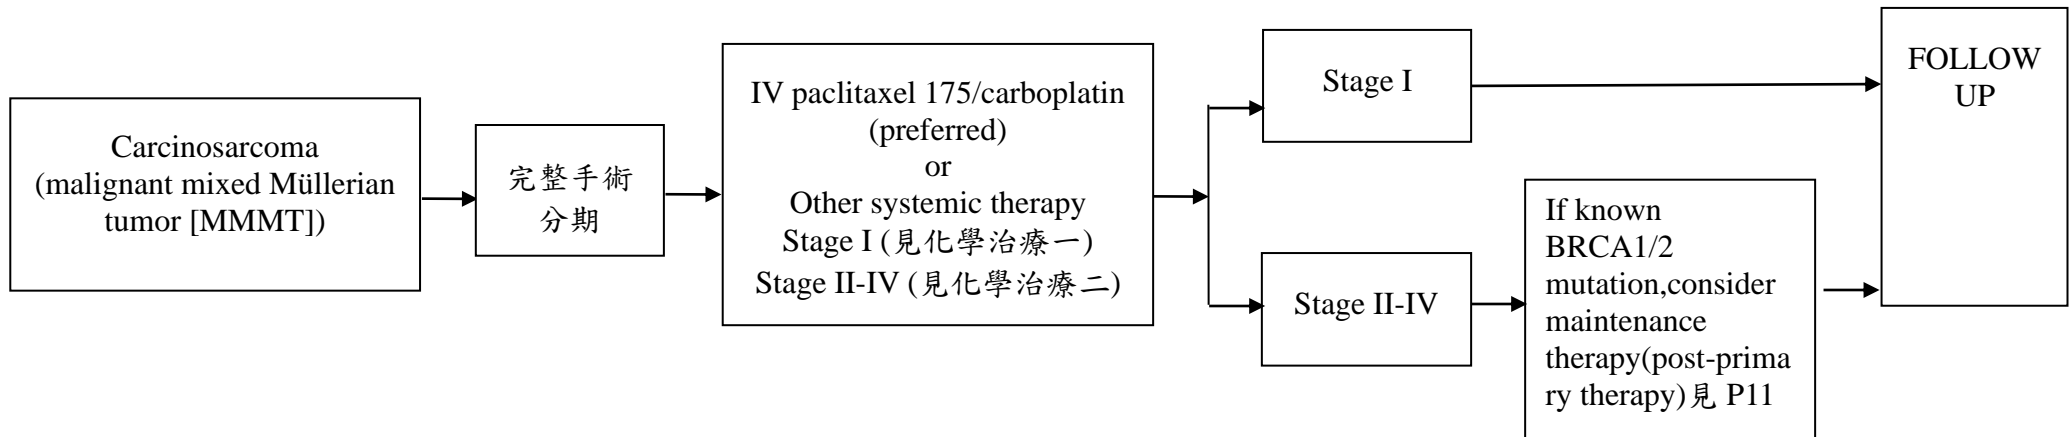 Carcinosarcoma
(malignant mixed Müllerian
tumor [MMMT])
完整手術
分期
IV paclitaxel 175/carboplatin
(preferred)
or
Other systemic therapy
Stage I (見化學治療一)
Stage II-IV (見化學治療二)
Stage I
Stage II-IV
If known
BRCA1/2
mutation,consider
maintenance
therapy(post-prima
ry therapy)見 P11
FOLLOW
UP